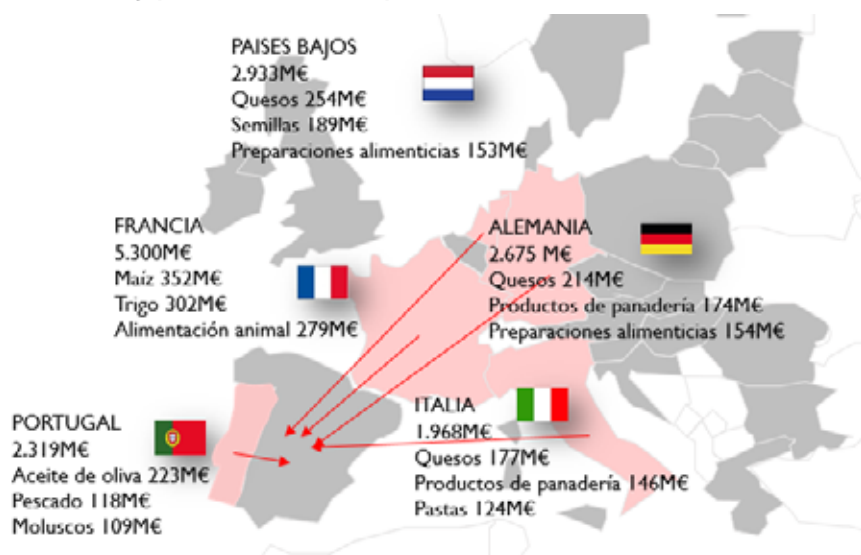 PAISES BAJOS
2.933M€
Quesos 254M€
Semillas 189M€
Preparaciones alimenticias 153M€
FRANCIA
5.300M€
Maíz 352M€
Trigo 302M€
Alimentación animal 279M€
ALEMANIA
2.675 M€
Quesos 214M€
Productos de panadería 174M€
Preparaciones alimenticias 154M€
PORTUGAL
2.319M€
Aceite de oliva 223M€
Pescado 118M€
Moluscos 109M€
ITALIA
1.968M€
Quesos 177M€
Productos de panadería 146M€
Pastas 124M€